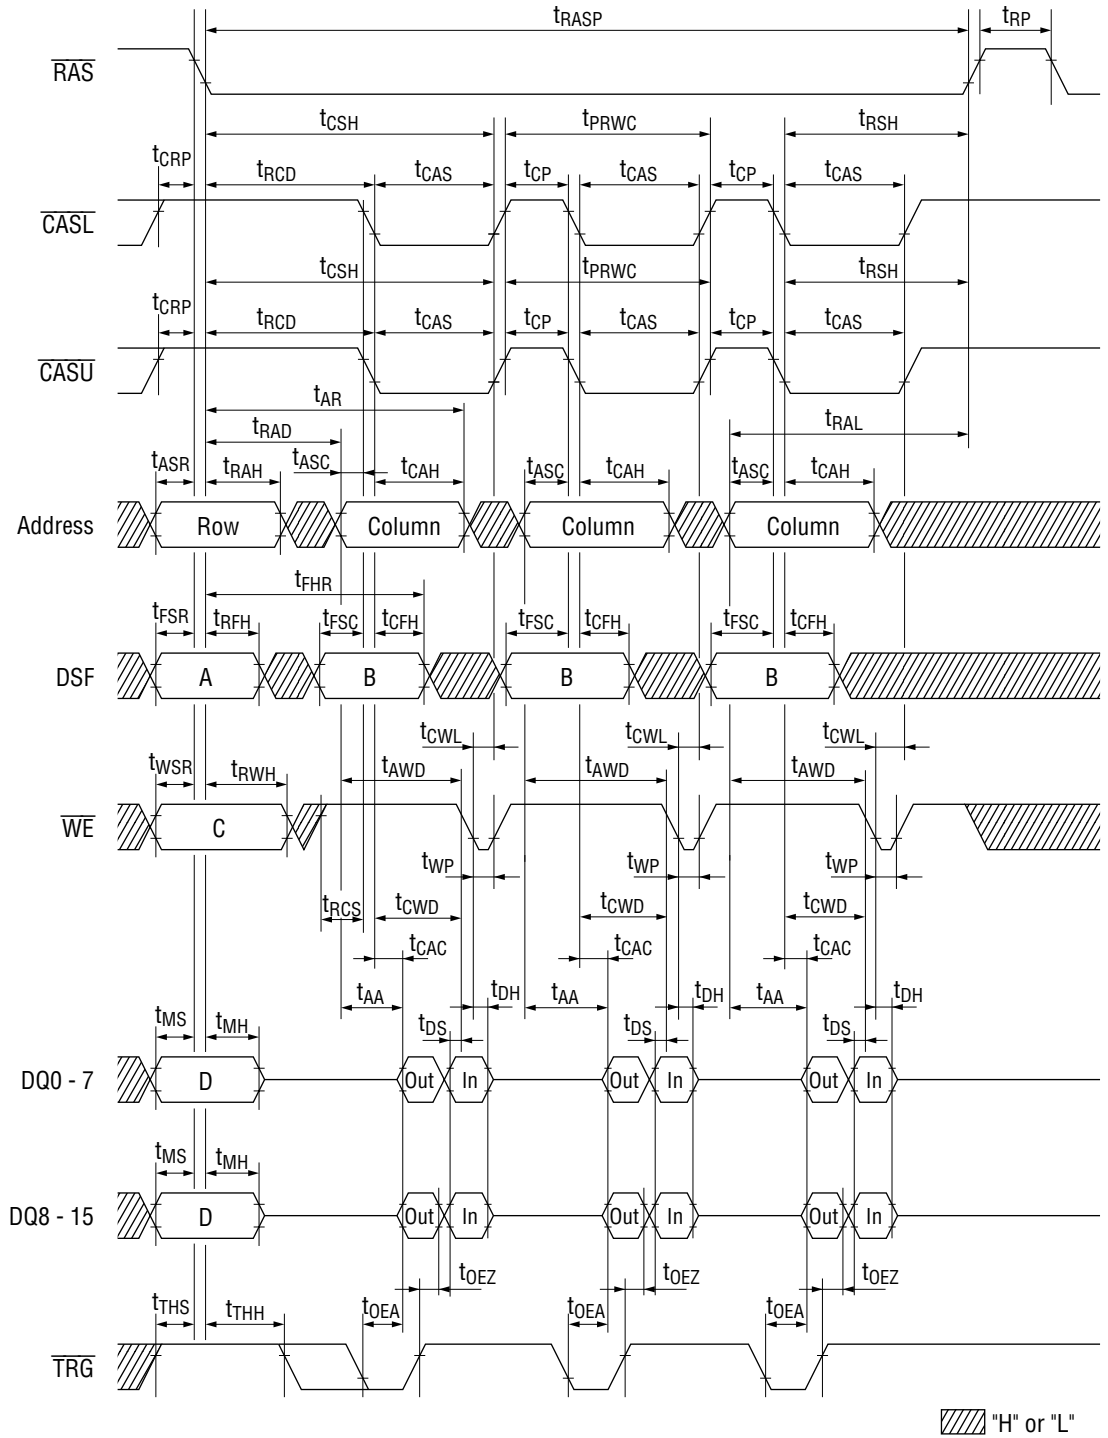 tRASP tRP
RAS
tCSH tPRWC tRSH
tCRP tRCD tCAS tCP tCAS tCP tCAS
CASL
tCSH tPRWC tRSH
tCRP tRCD tCAS tCP tCAS tCP tCAS
CASU
tAR
tRAD tRAL
tASR tRAH tASC tCAH tASC tCAH tASC tCAH
Address Row Column Column Column
tFHR
tFSR tRFH tFSC tCFH tFSC tCFH tFSC tCFH
DSF A B B B
tCWL tCWL tCWL
tWSR tRWH tAWD tAWD tAWD
WE C
tWP tWP tWP
tRCS tCWD tCWD tCWD
tCAC tCAC tCAC
tAA tDH tAA tDH tAA tDH
tMS tMH tDS tDS tDS
DQ0 - 7 D Out In Out In Out In
tMS tMH
DQ8 - 15 D Out In Out In Out In
tOEZ tOEZ tOEZ
tTHS tTHH tOEA tOEA tOEA
TRG
"H" or "L"